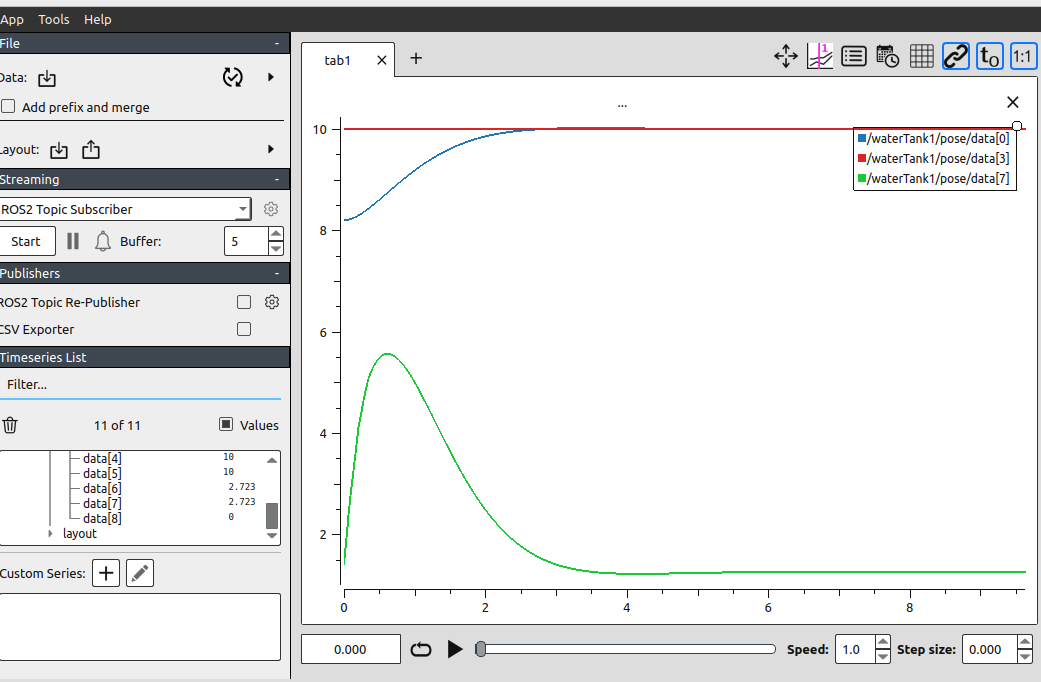 App Tools Help
File -
Data:
Add prefix and merge
Layout:
Streaming -
ROS2 Topic Subscriber
Start Buffer: 5
Publishers -
ROS2 Topic Re-Publisher
CSV Exporter
Timeseries List
Filter...
11 of 11 Values
data[4] 10
data[5] 10
data[6] 2.723
data[7] 2.723
data[8] 0
layout
Custom Series:
tab1
1
t0
1:1
...
/waterTank1/pose/data[0]
/waterTank1/pose/data[3]
/waterTank1/pose/data[7]
10
8
6
4
2
0 2 4 6 8
0.000 Speed: 1.0 Step size: 0.000